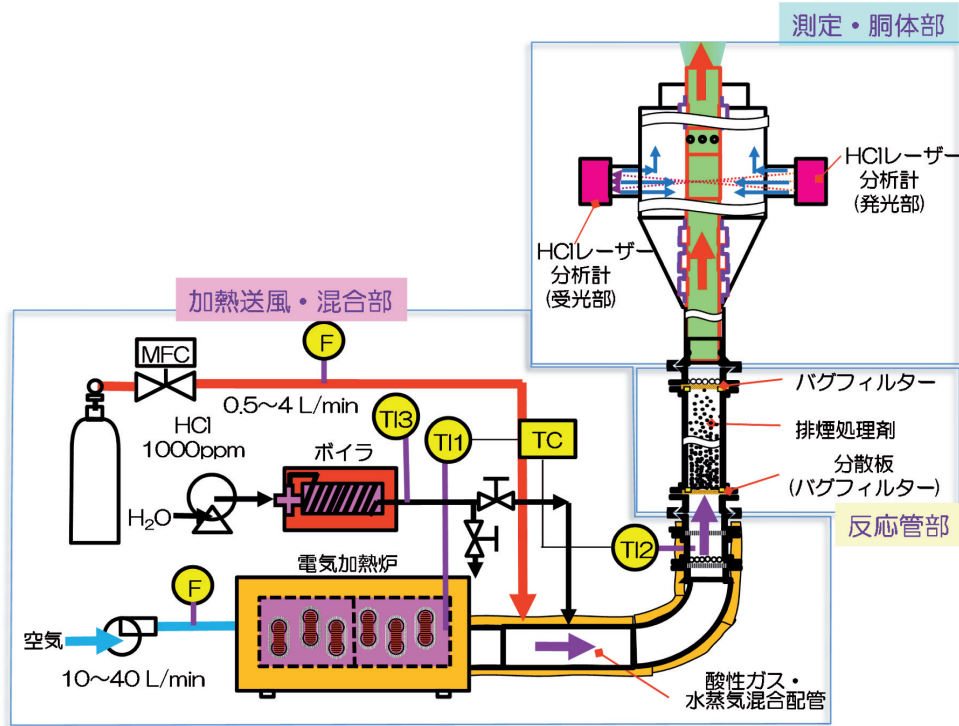 測定・胴体部
HClレーザー
分析計
(発光部)
HClレーザー
分析計
(受光部)
加熱送風・混合部
MFC
F
0.5～4 L/min
HCl
1000ppm
TI3
TI1
TC
ボイラ
H₂O
バグフィルター
排煙処理剤
分散板
(バグフィルター)
反応管部
TI2
電気加熱炉
F
空気
10～40 L/min
酸性ガス・
水蒸気混合配管